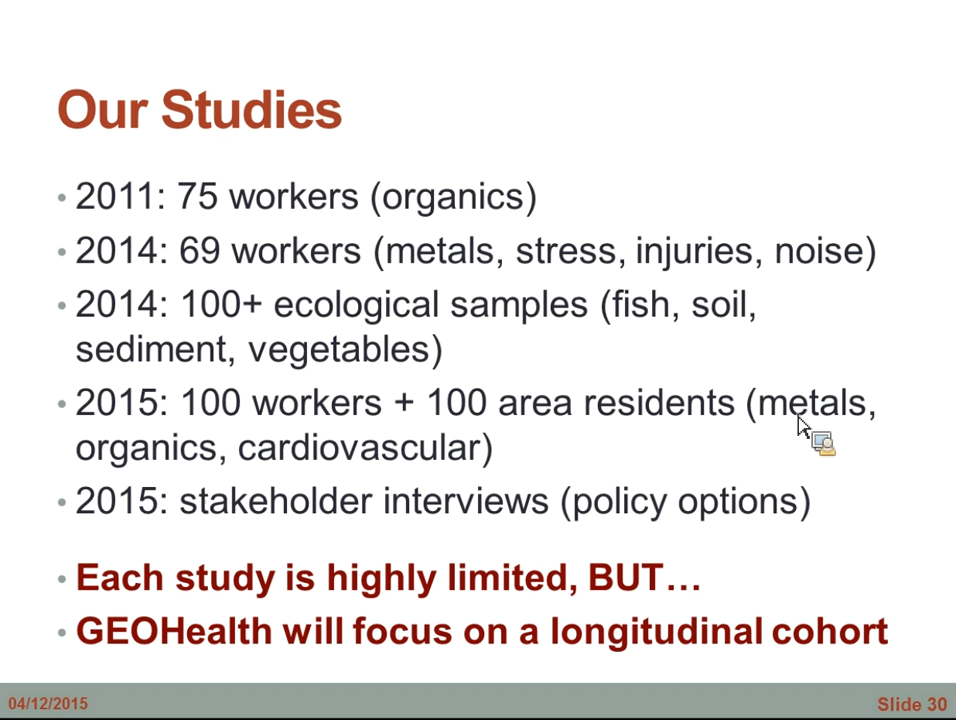 Our Studies
• 2011: 75 workers (organics)
• 2014: 69 workers (metals, stress, injuries, noise)
• 2014: 100+ ecological samples (fish, soil,
sediment, vegetables)
• 2015: 100 workers + 100 area residents (metals,
organics, cardiovascular)
• 2015: stakeholder interviews (policy options)
• Each study is highly limited, BUT…
• GEOHealth will focus on a longitudinal cohort
04/12/2015
Slide 30